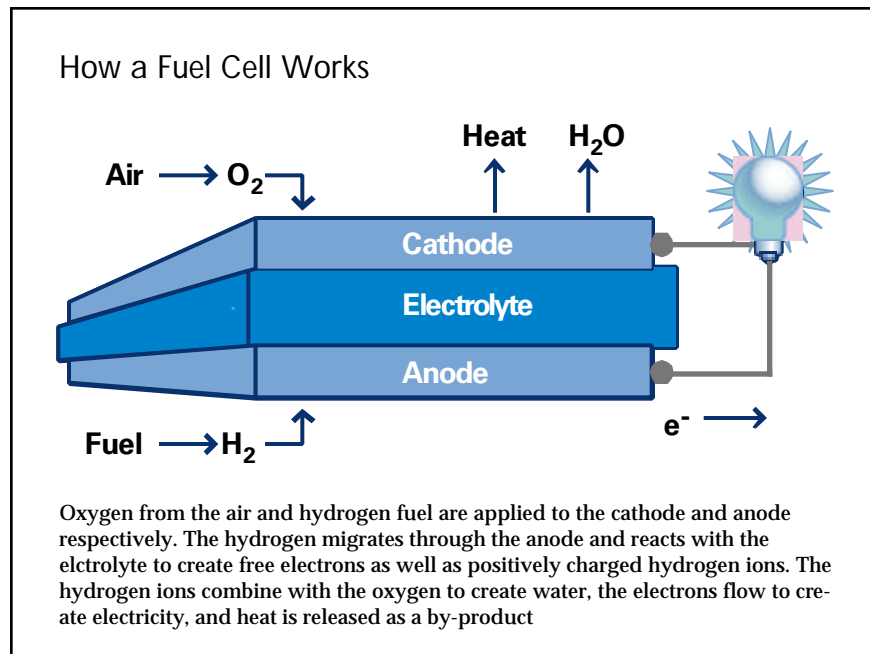 How a Fuel Cell Works
Heat H₂O
Air O₂
Cathode
Electrolyte
Anode
Fuel H₂
e⁻
Oxygen from the air and hydrogen fuel are applied to the cathode and anode
respectively. The hydrogen migrates through the anode and reacts with the
elctrolyte to create free electrons as well as positively charged hydrogen ions. The
hydrogen ions combine with the oxygen to create water, the electrons flow to cre-
ate electricity, and heat is released as a by-product